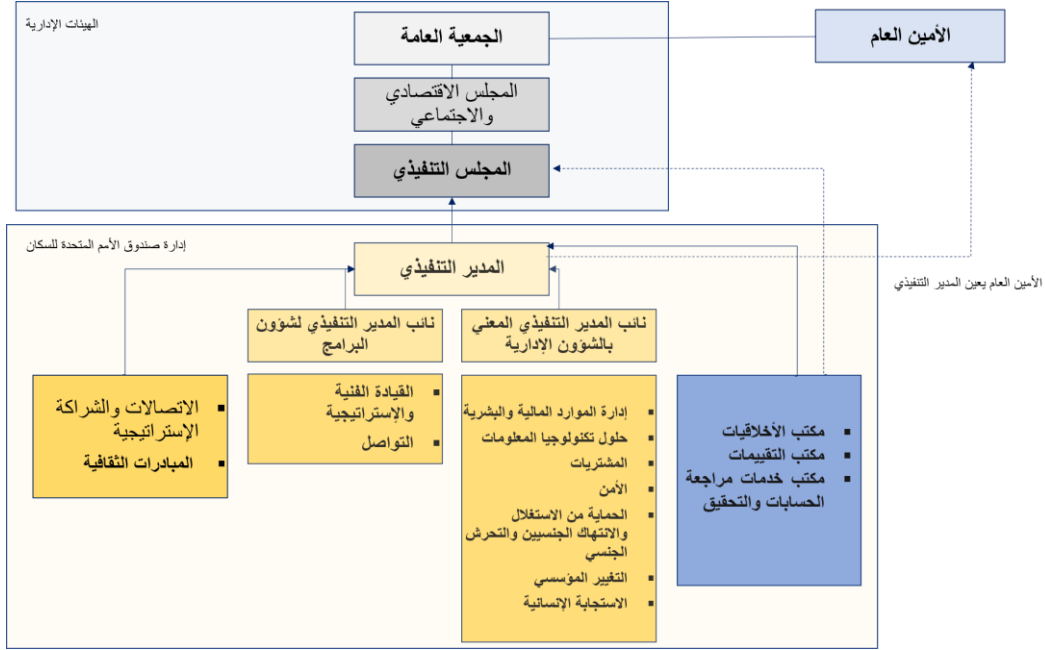 الهيئات الإدارية
الجمعية العامة
الأمين العام
المجلس الاقتصادي
والاجتماعي
المجلس التنفيذي
إدارة صندوق الأمم المتحدة للسكان
المدير التنفيذي
الأمين العام يعين المدير التنفيذي
نائب المدير التنفيذي المعني
بالشؤون الإدارية
نائب المدير التنفيذي لشؤون
البرامج
▪ مكتب الأخلاقيات
▪ مكتب التقييمات
▪ مكتب خدمات مراجعة
الحسابات والتحقيق
▪ إدارة الموارد المالية والبشرية
▪ حلول تكنولوجيا المعلومات
▪ المشتريات
▪ الأمن
▪ الحماية من الاستغلال
والانتهاك الجنسيين والتحرش
الجنسي
▪ التغيير المؤسسي
▪ الاستجابة الإنسانية
▪ القيادة الفنية
والإستراتيجية
▪ التواصل
▪ الاتصالات والشراكة
الإستراتيجية
▪ المبادرات الثقافية